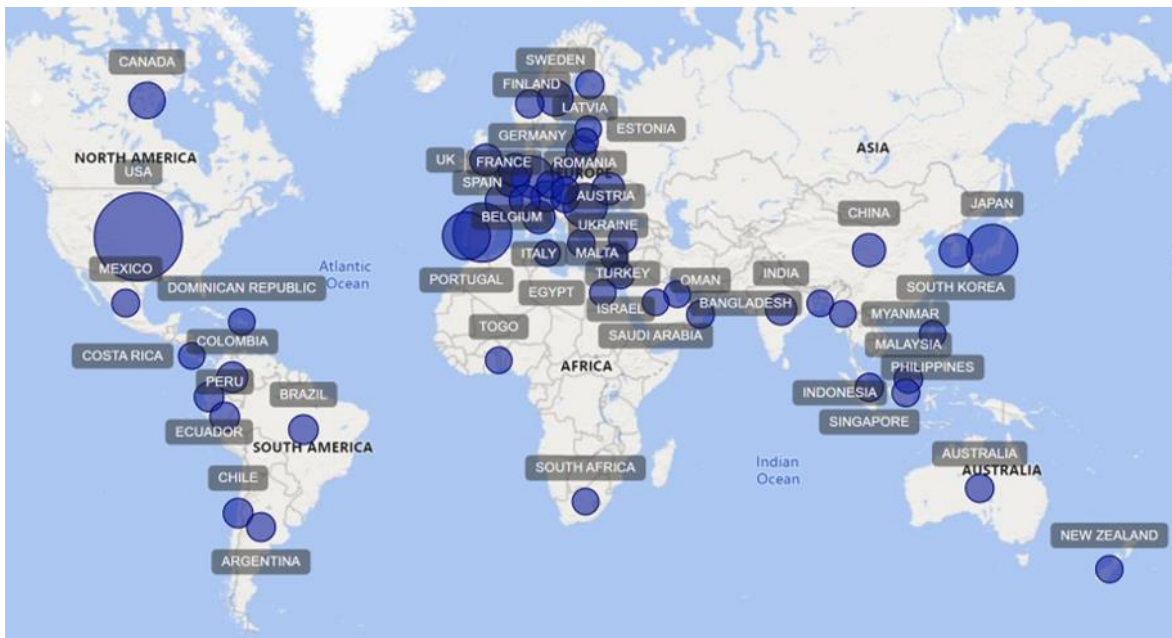 CANADA
NORTH AMERICA
USA
MEXICO
DOMINICAN REPUBLIC
COLOMBIA
COSTA RICA
PERU
BRAZIL
ECUADOR
SOUTH AMERICA
CHILE
ARGENTINA
Atlantic
Ocean
SWEDEN
FINLAND
LATVIA
ESTONIA
GERMANY
UK
FRANCE
ROMANIA
EUROPE
SPAIN
AUSTRIA
BELGIUM
UKRAINE
ITALY
MALTA
PORTUGAL
TURKEY
EGYPT
ISRAEL
OMAN
SAUDI ARABIA
TOGO
AFRICA
SOUTH AFRICA
ASIA
CHINA
JAPAN
INDIA
SOUTH KOREA
BANGLADESH
MYANMAR
MALAYSIA
PHILIPPINES
INDONESIA
SINGAPORE
Indian
Ocean
AUSTRALIA
AUSTRALIA
NEW ZEALAND